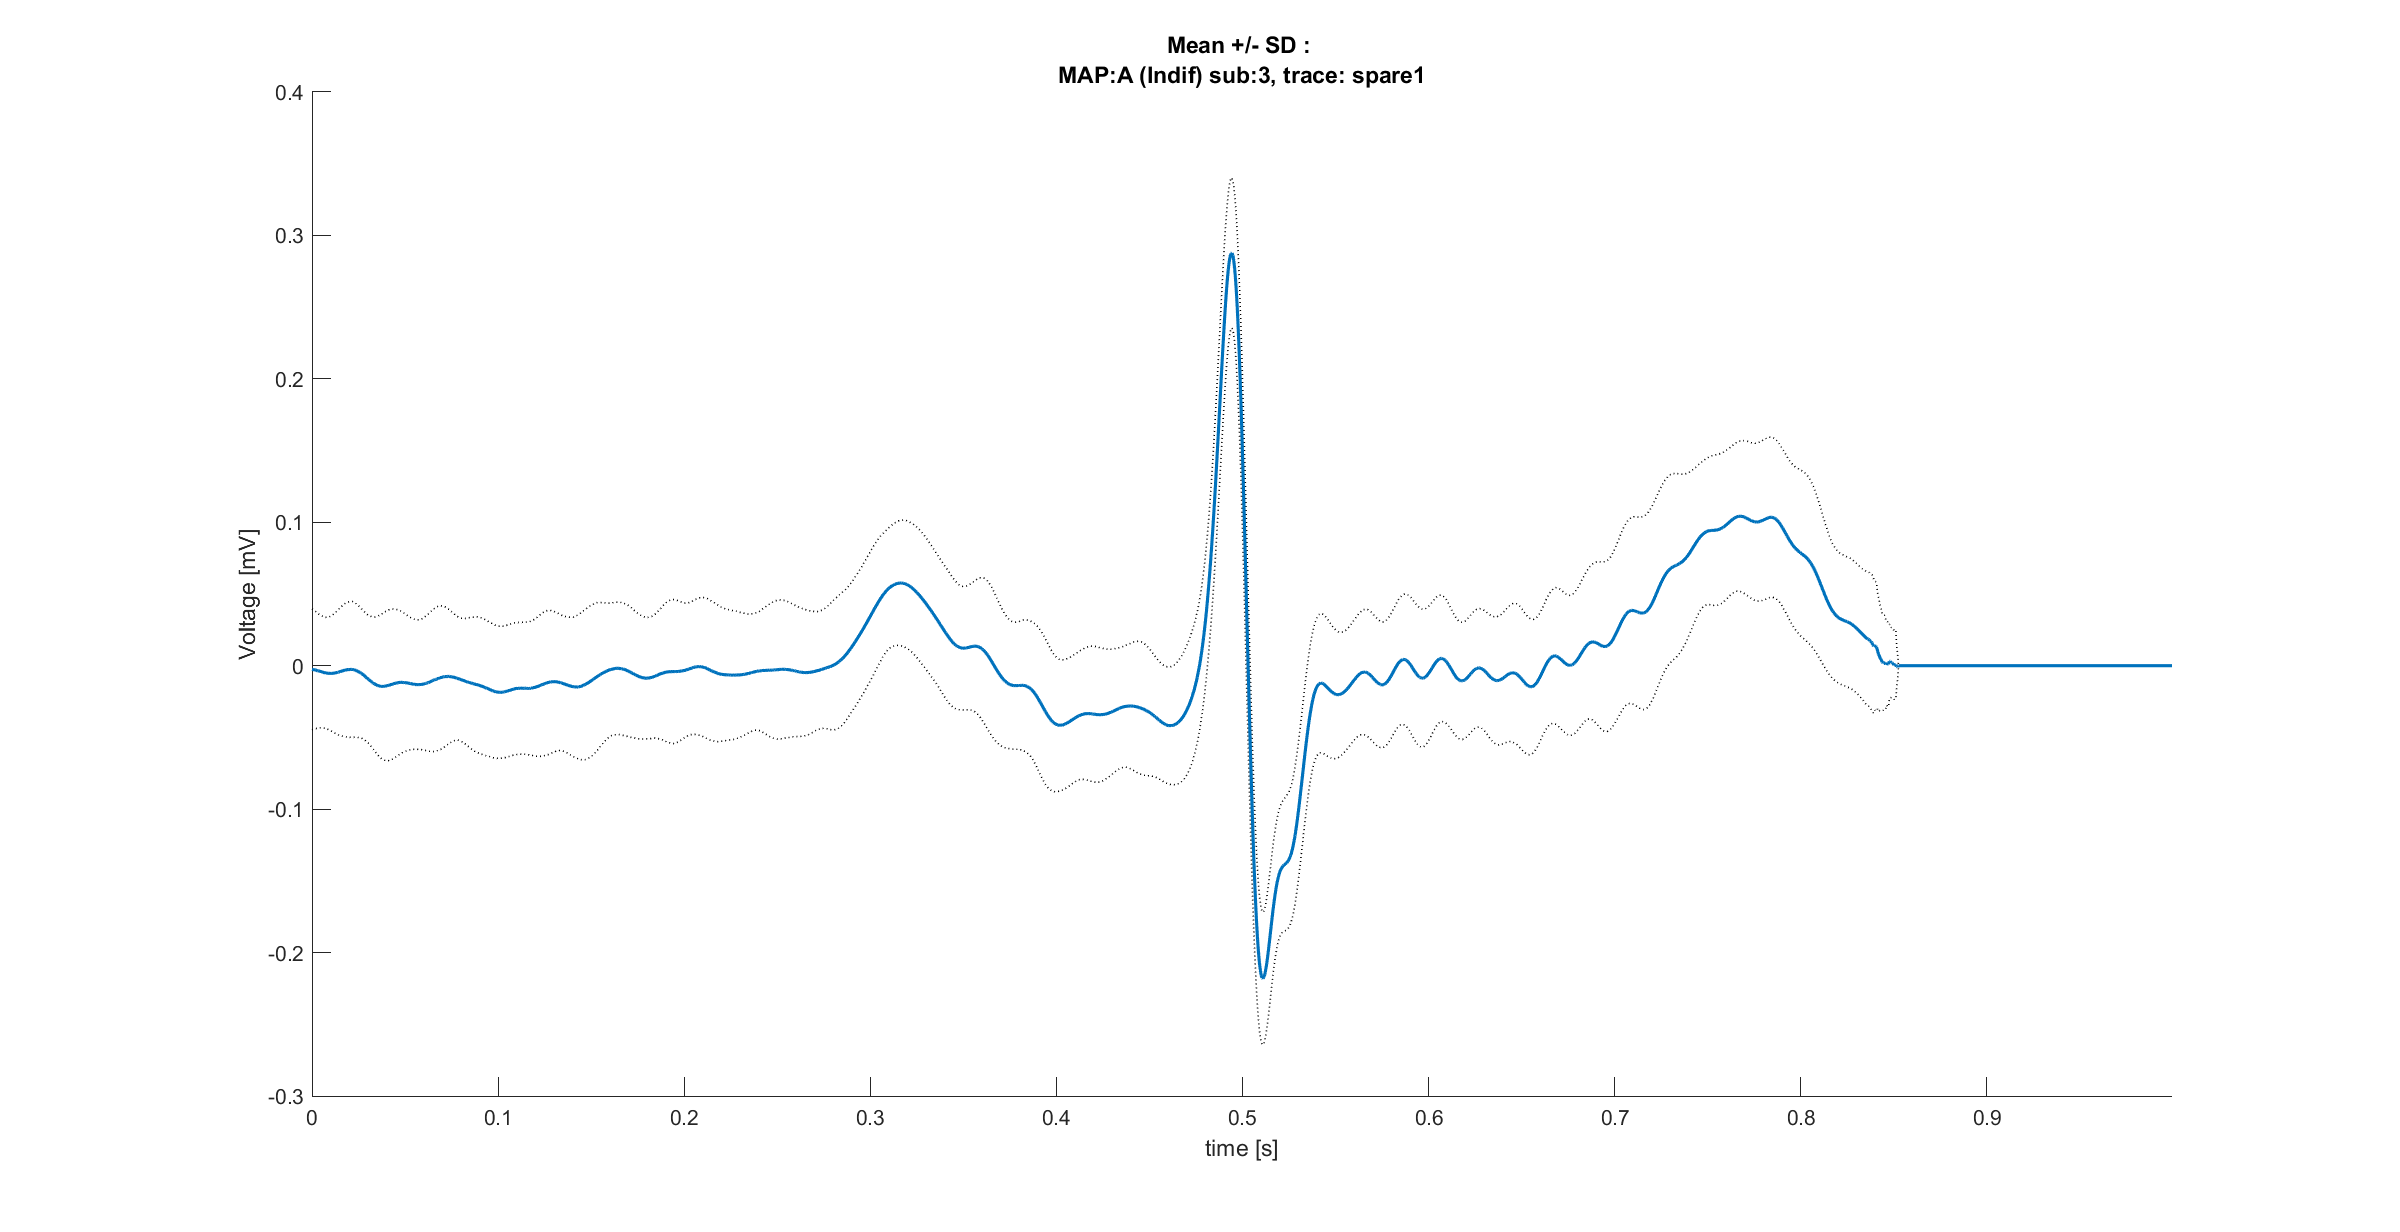 Mean +/- SD :
MAP:A (Indif) sub:3, trace: spare1
0.4
0.3
0.2
0.1
0
-0.1
-0.2
-0.3
Voltage [mV]
0 0.1 0.2 0.3 0.4 0.5 0.6 0.7 0.8 0.9
time [s]